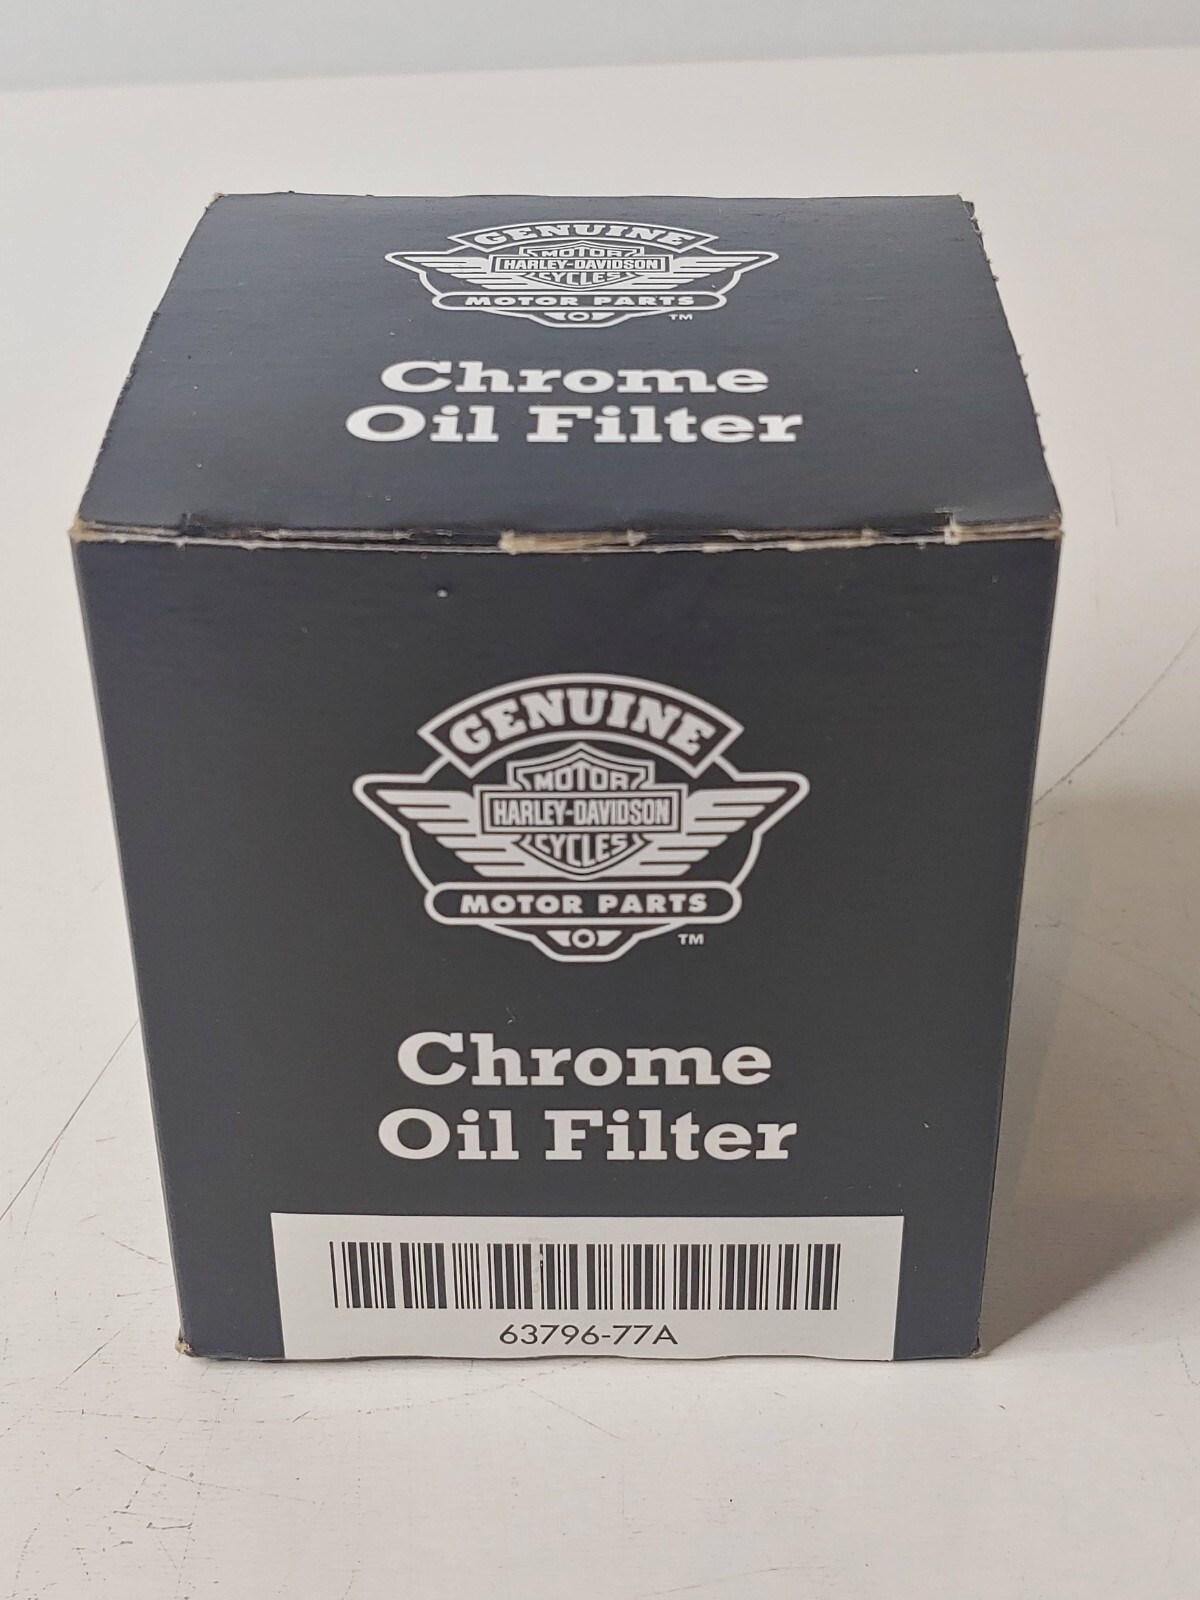 GENUINE
MOTOR
HARLEY-DAVIDSON
CYCLES
MOTOR PARTS
TM
Chrome
Oil Filter
GENUINE
MOTOR
HARLEY-DAVIDSON
CYCLES
MOTOR PARTS
TM
Chrome
Oil Filter
63796-77A